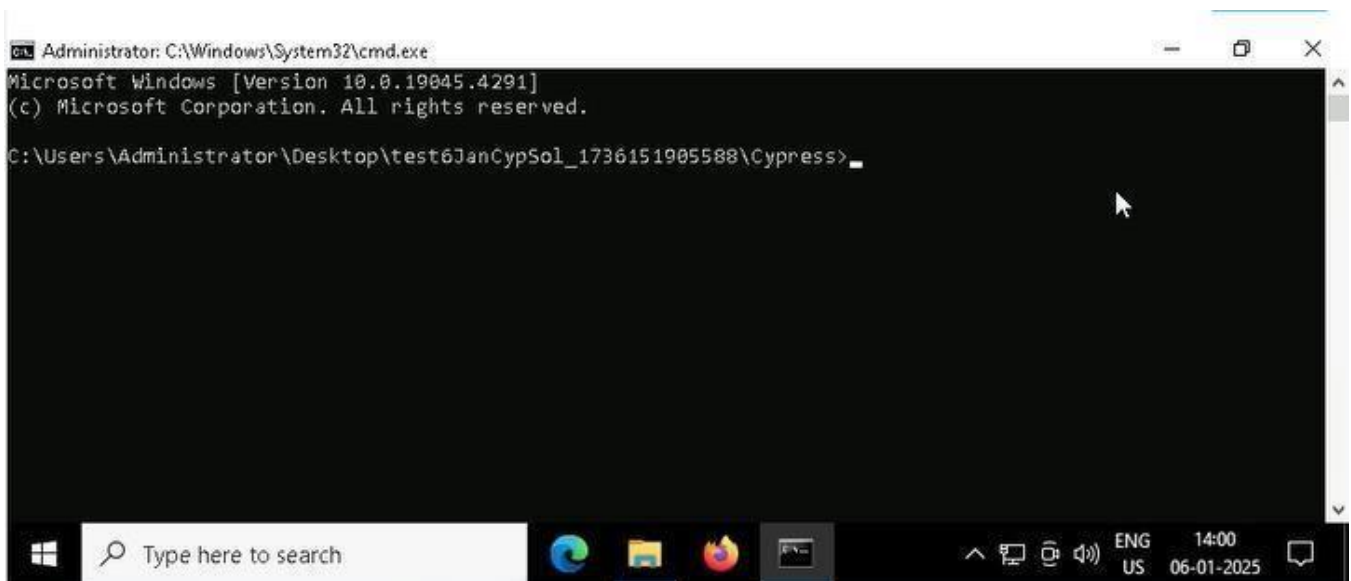 Administrator: C:\Windows\System32\cmd.exe
Microsoft Windows [Version 10.0.19045.4291]
(c) Microsoft Corporation. All rights reserved.
C:\Users\Administrator\Desktop\test6JanCypSol_1736151905588\Cypress>
Type here to search
ENG
US
14:00
06-01-2025